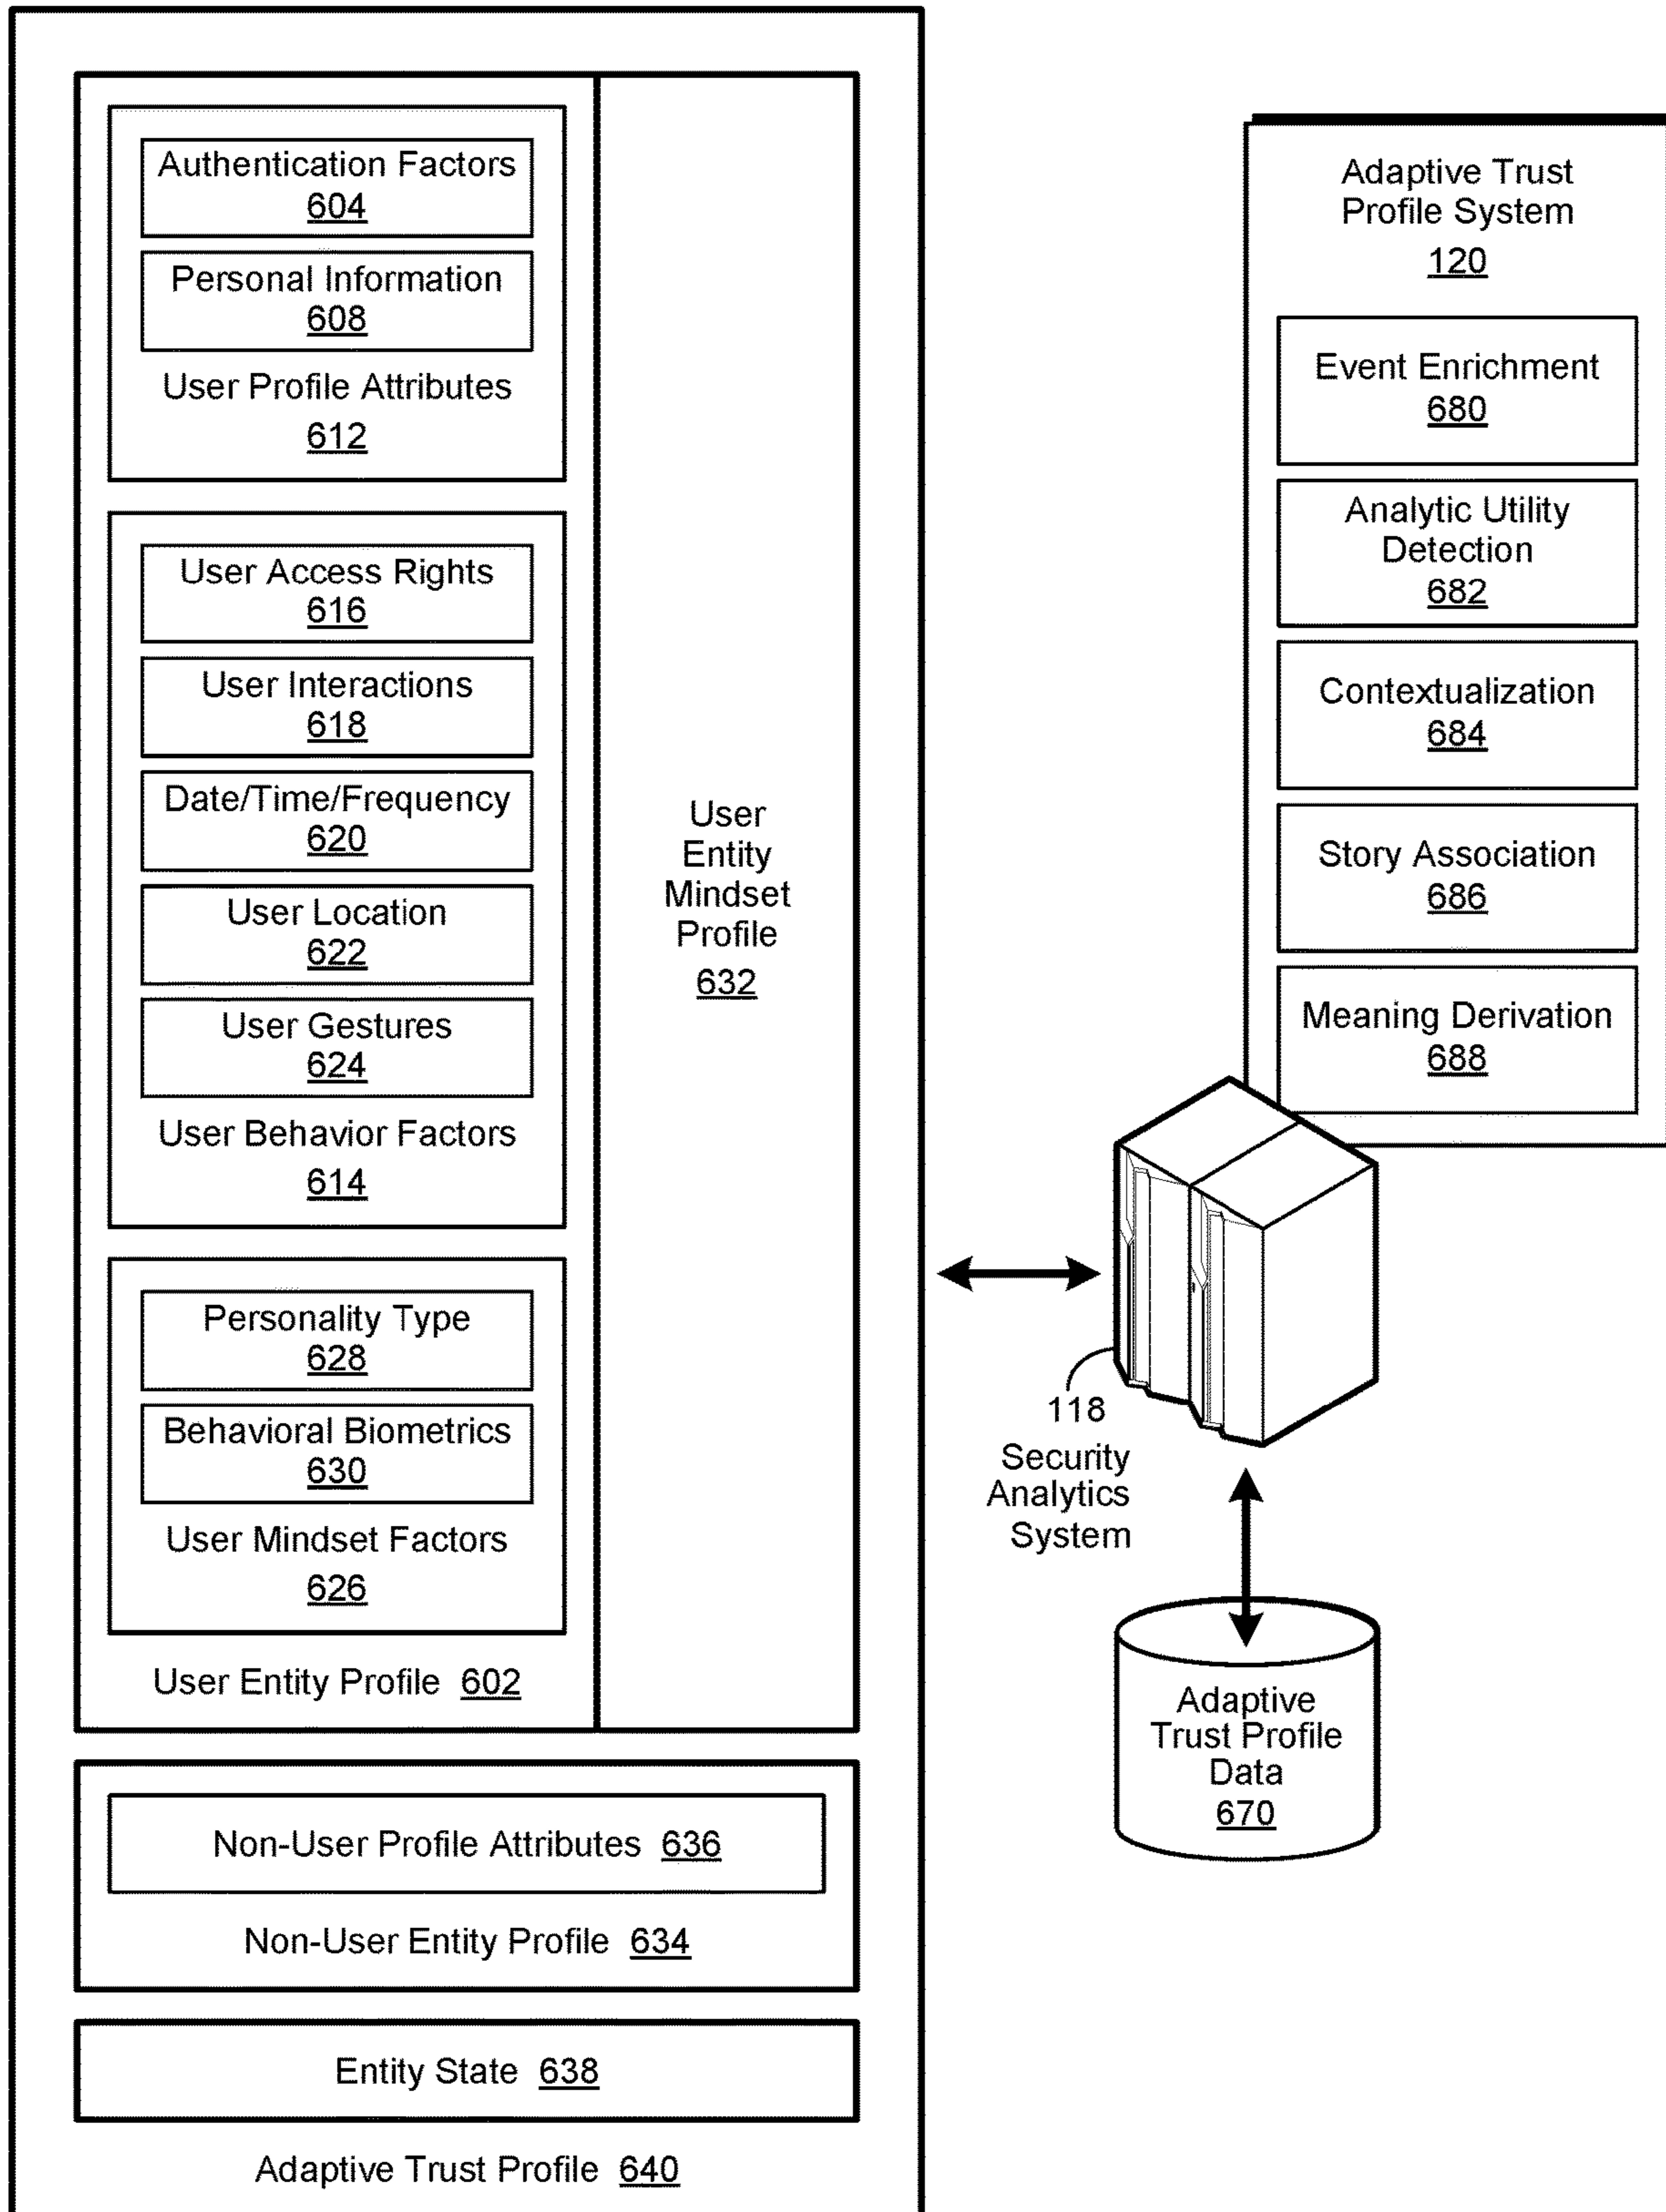 Authentication Factors
604
Personal Information
608
User Profile Attributes
612
User Access Rights
616
User Interactions
618
Date/Time/Frequency
620
User Location
622
User Gestures
624
User Behavior Factors
614
Personality Type
628
Behavioral Biometrics
630
User Mindset Factors
626
User Entity Profile 602
User
Entity
Mindset
Profile
632
Non-User Profile Attributes 636
Non-User Entity Profile 634
Entity State 638
Adaptive Trust Profile 640
Adaptive Trust
Profile System
120
Event Enrichment
680
Analytic Utility
Detection
682
Contextualization
684
Story Association
686
Meaning Derivation
688
118
Security
Analytics
System
Adaptive
Trust Profile
Data
670